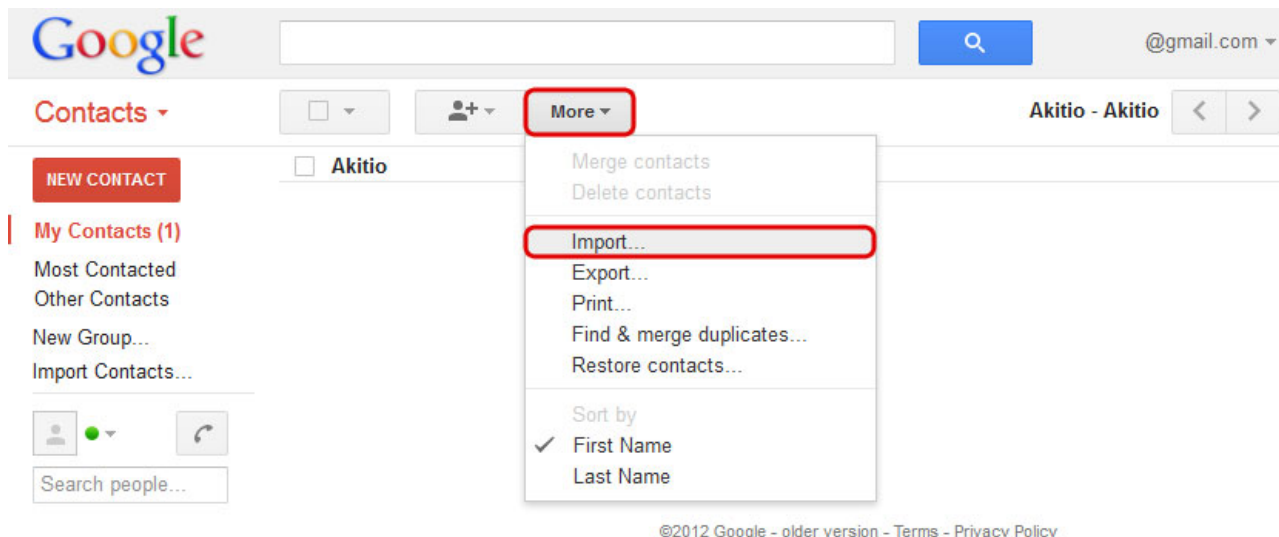 Google
@gmail.com
Contacts
More
Akitio - Akitio
NEW CONTACT
Akitio
My Contacts (1)
Most Contacted
Other Contacts
New Group...
Import Contacts...
Search people...
Merge contacts
Delete contacts
Import...
Export...
Print...
Find & merge duplicates...
Restore contacts...
Sort by
First Name
Last Name
©2012 Google - older version - Terms - Privacy Policy